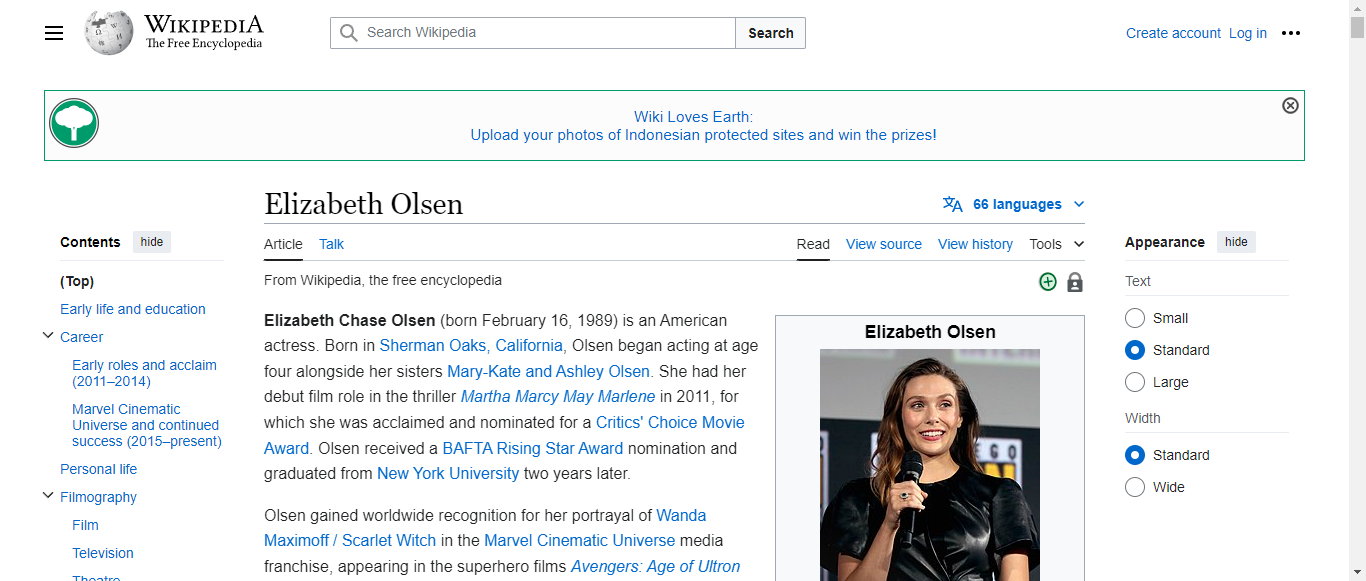 WIKIPEDIA
The Free Encyclopedia
Search Wikipedia
Search
Create account Log in
Wiki Loves Earth:
Upload your photos of Indonesian protected sites and win the prizes!
Elizabeth Olsen
66 languages
Contents hide
Article Talk
Read View source View history Tools
From Wikipedia, the free encyclopedia
(Top)
Early life and education
Career
Early roles and acclaim
(2011–2014)
Marvel Cinematic
Universe and continued
success (2015–present)
Personal life
Filmography
Film
Television
Theatre
Elizabeth Chase Olsen (born February 16, 1989) is an American
actress. Born in Sherman Oaks, California, Olsen began acting at age
four alongside her sisters Mary-Kate and Ashley Olsen. She had her
debut film role in the thriller Martha Marcy May Marlene in 2011, for
which she was acclaimed and nominated for a Critics' Choice Movie
Award. Olsen received a BAFTA Rising Star Award nomination and
graduated from New York University two years later.
Olsen gained worldwide recognition for her portrayal of Wanda
Maximoff / Scarlet Witch in the Marvel Cinematic Universe media
franchise, appearing in the superhero films Avengers: Age of Ultron
Elizabeth Olsen
Appearance hide
Text
Small
Standard
Large
Width
Standard
Wide